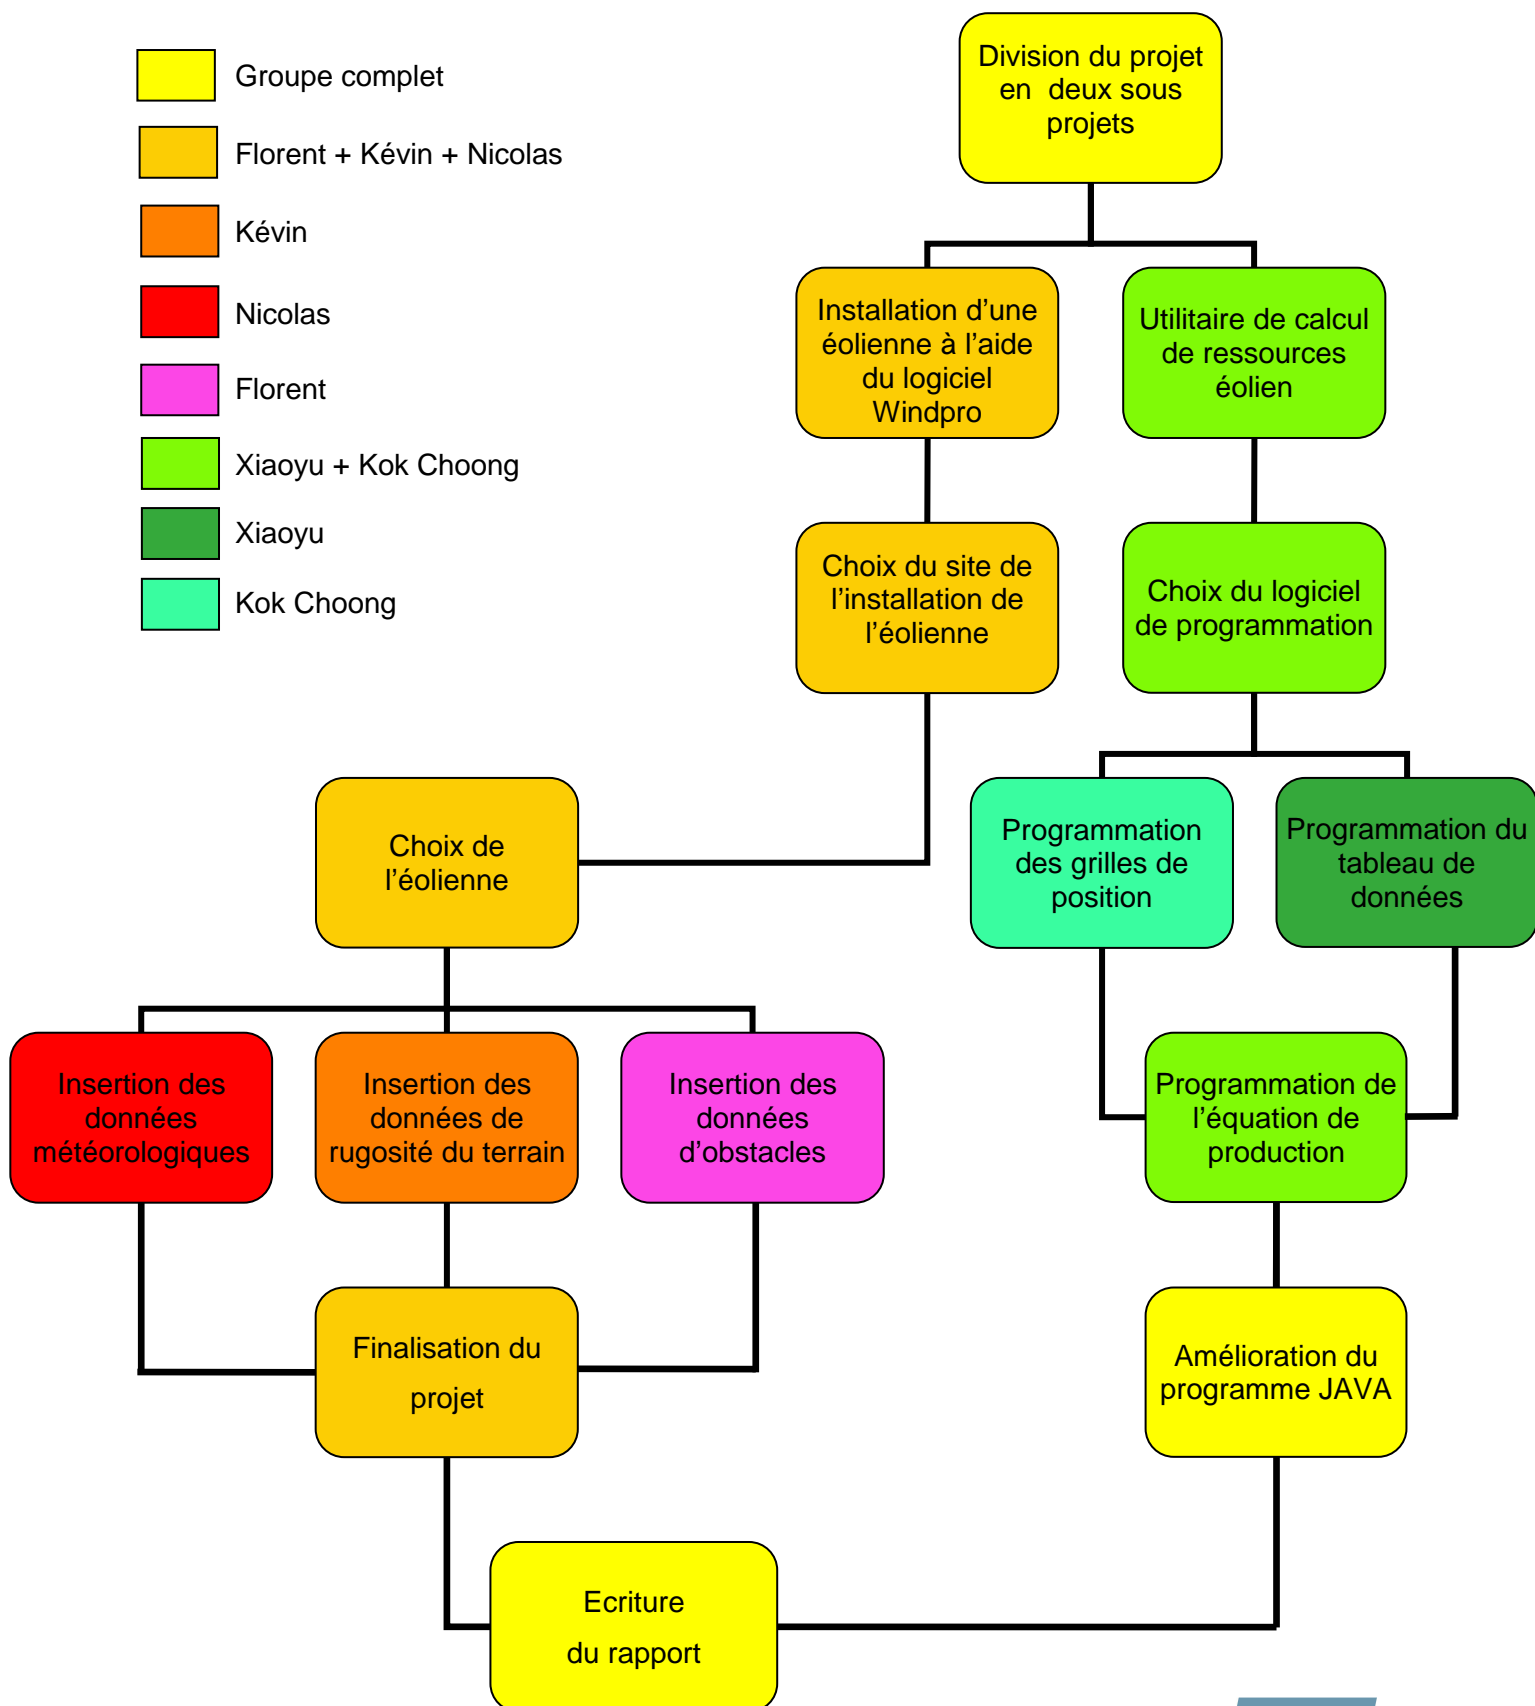 Groupe complet
Florent + Kévin + Nicolas
Kévin
Nicolas
Florent
Xiaoyu + Kok Choong
Xiaoyu
Kok Choong
Division du projet
en deux sous
projets
Installation d’une
éolienne à l’aide
du logiciel
Windpro
Utilitaire de calcul
de ressources
éolien
Choix du site de
l’installation de
l’éolienne
Choix du logiciel
de programmation
Choix de
l’éolienne
Programmation
des grilles de
position
Programmation du
tableau de
données
Insertion des
données
météorologiques
Insertion des
données de
rugosité du terrain
Insertion des
données
d’obstacles
Programmation de
l’équation de
production
Finalisation du
projet
Amélioration du
programme JAVA
Ecriture
du rapport